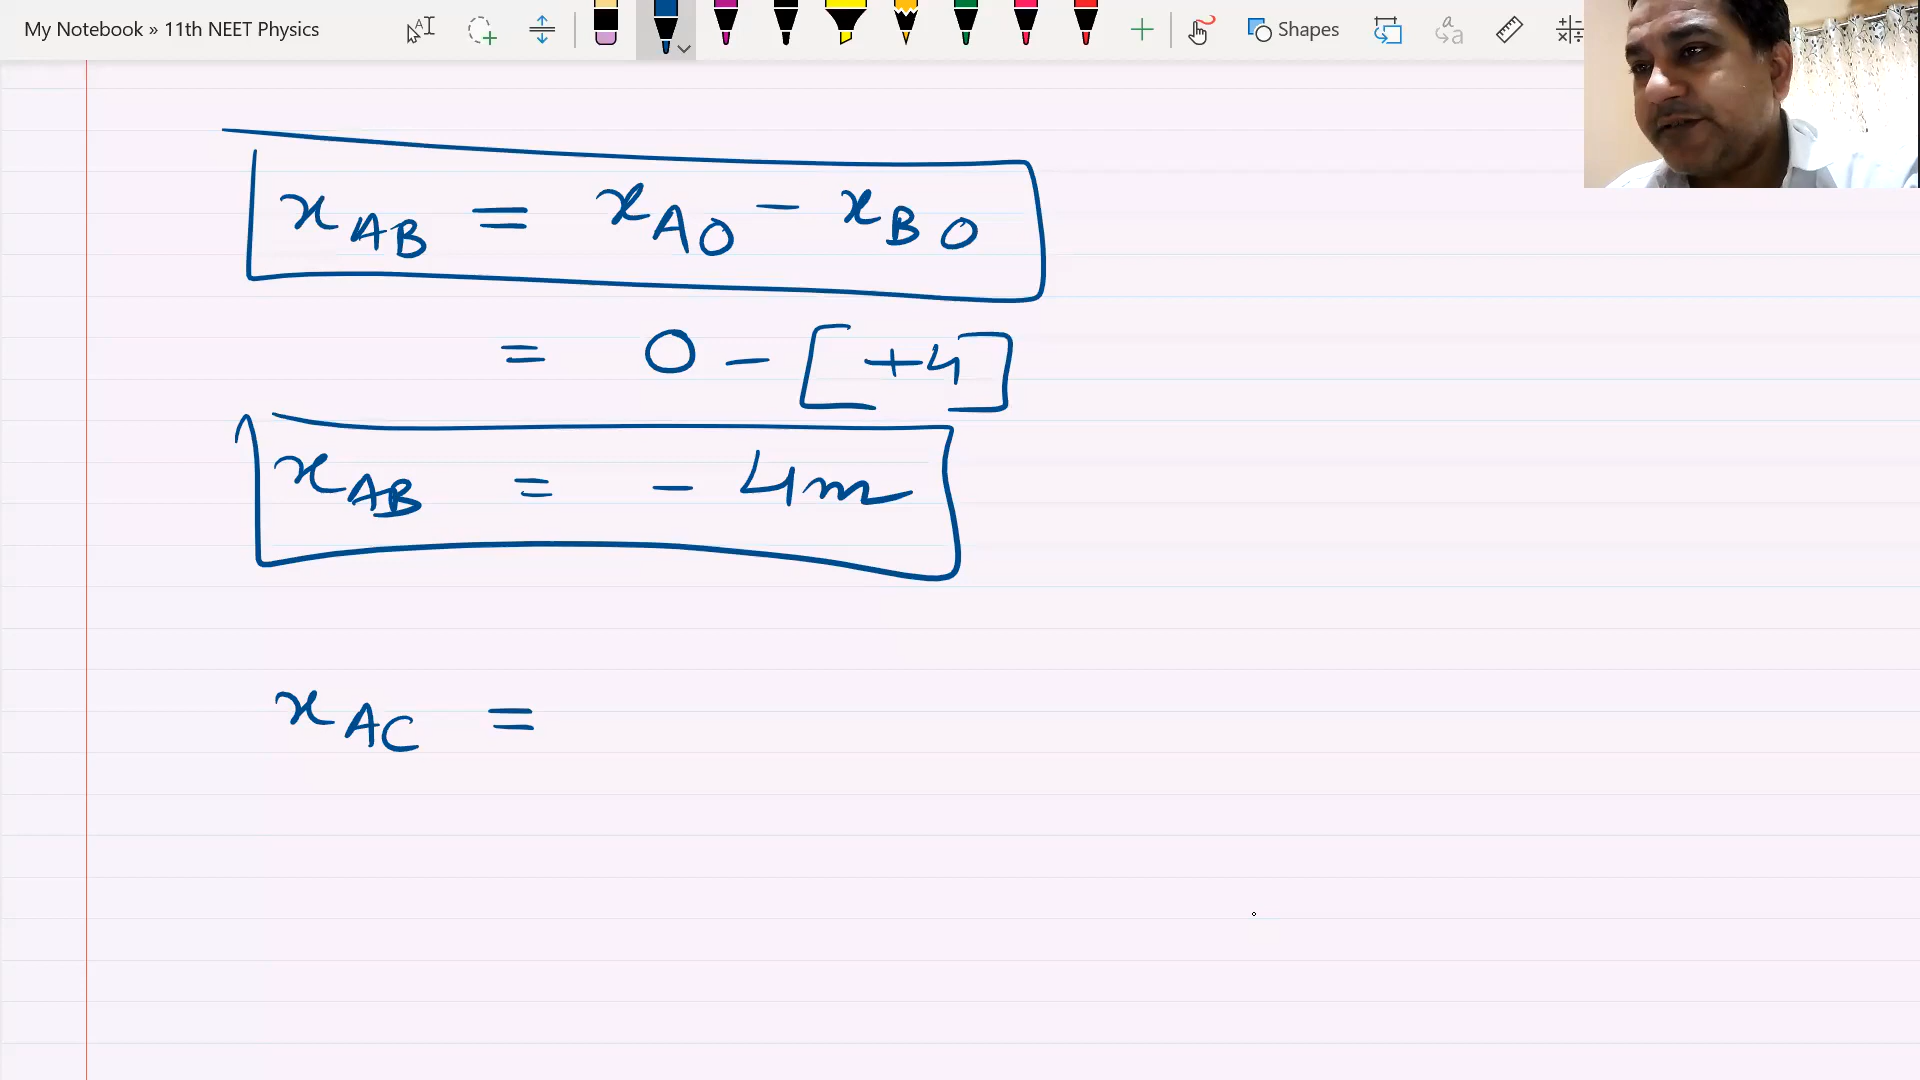 My Notebook » 11th NEET Physics
Shapes
x_AB = x_AO - x_BO
= 0 - [+4]
x_AB = - 4m
x_AC =